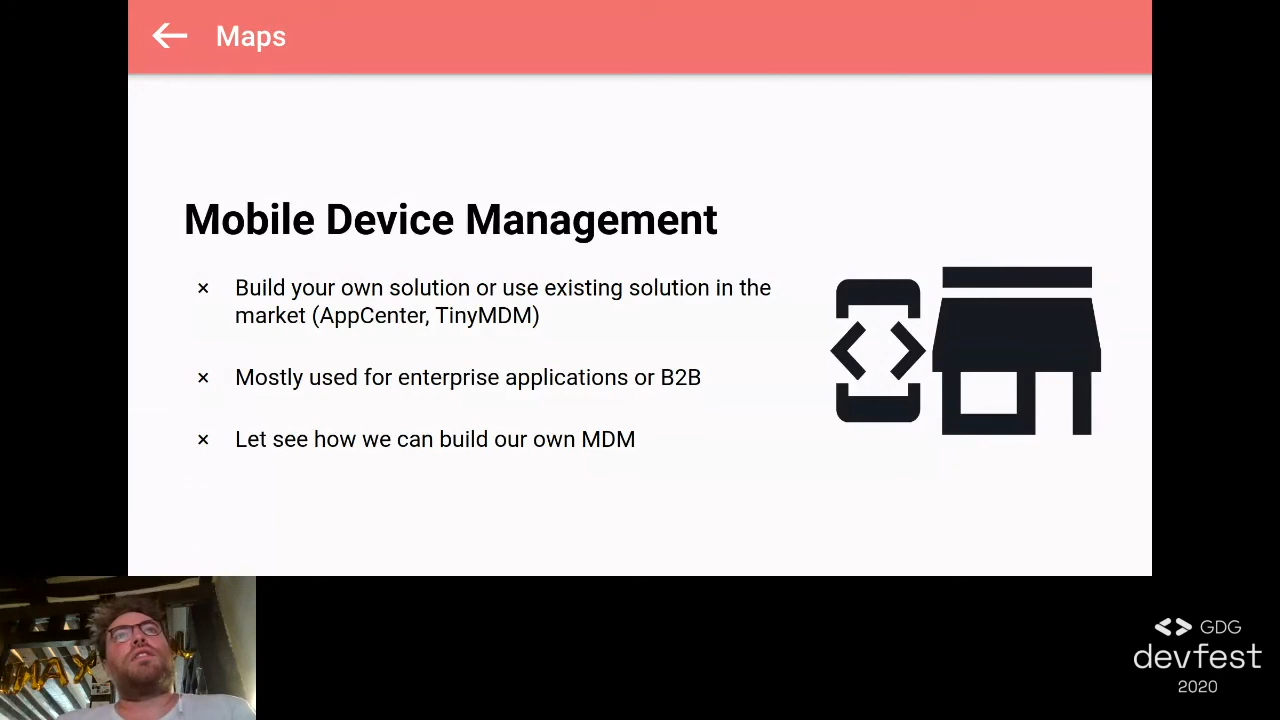 Maps
Mobile Device Management
× Build your own solution or use existing solution in the
market (AppCenter, TinyMDM)
× Mostly used for enterprise applications or B2B
× Let see how we can build our own MDM
GDG
devfest
2020